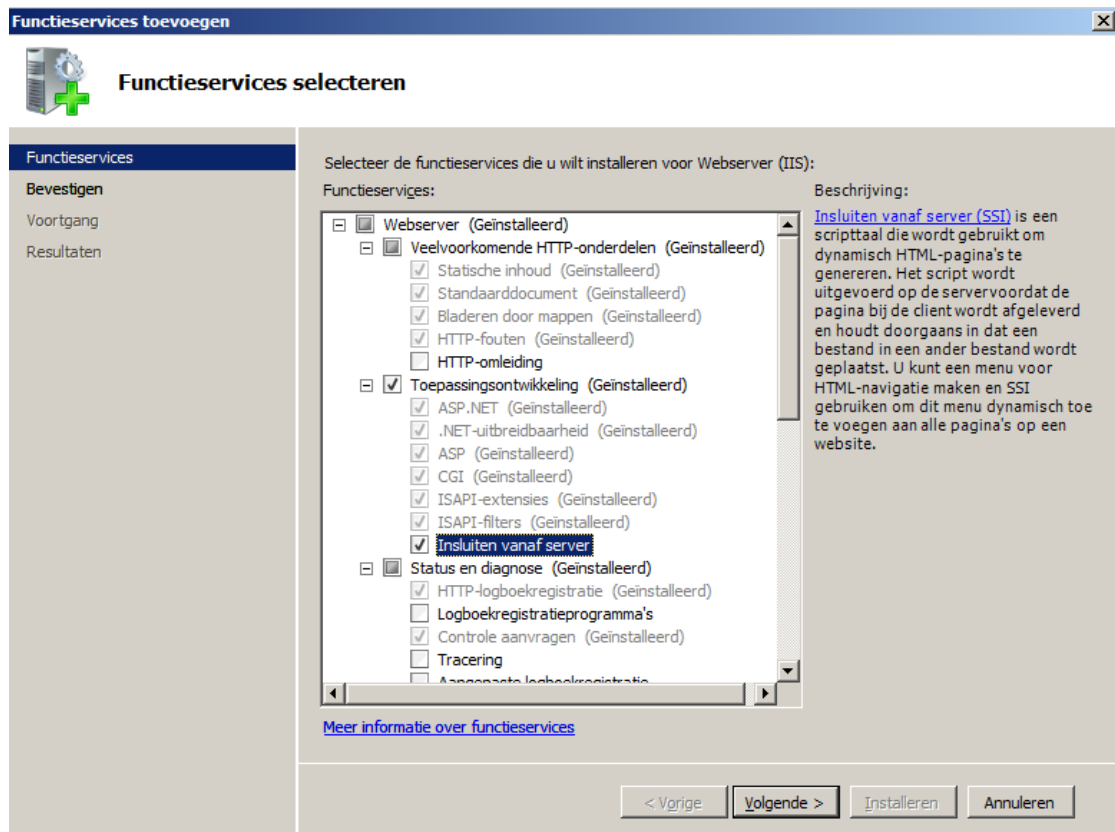 Functieservices toevoegen
Functieservices selecteren
Functieservices
Bevestigen
Voortgang
Resultaten
Selecteer de functieservices die u wilt installeren voor Webserver (IIS):
Functieservices:
Webserver (Geïnstalleerd)
Veelvoorkomende HTTP-onderdelen (Geïnstalleerd)
Statische inhoud (Geïnstalleerd)
Standaarddocument (Geïnstalleerd)
Bladeren door mappen (Geïnstalleerd)
HTTP-fouten (Geïnstalleerd)
HTTP-omleiding
Toepassingsontwikkeling (Geïnstalleerd)
ASP.NET (Geïnstalleerd)
.NET-uitbreidbaarheid (Geïnstalleerd)
ASP (Geïnstalleerd)
CGI (Geïnstalleerd)
ISAPI-extensies (Geïnstalleerd)
ISAPI-filters (Geïnstalleerd)
Insluiten vanaf server
Status en diagnose (Geïnstalleerd)
HTTP-logboekregistratie (Geïnstalleerd)
Logboekregistratieprogramma's
Controle aanvragen (Geïnstalleerd)
Tracering
Aangepaste logboekregistratie
Meer informatie over functieservices
Beschrijving:
Insluiten vanaf server (SSI) is een
scripttaal die wordt gebruikt om
dynamisch HTML-pagina's te
genereren. Het script wordt
uitgevoerd op de servervoordat de
pagina bij de client wordt afgeleverd
en houdt doorgaans in dat een
bestand in een ander bestand wordt
geplaatst. U kunt een menu voor
HTML-navigatie maken en SSI
gebruiken om dit menu dynamisch toe
te voegen aan alle pagina's op een
website.
< Vorige
Volgende >
Installeren
Annuleren